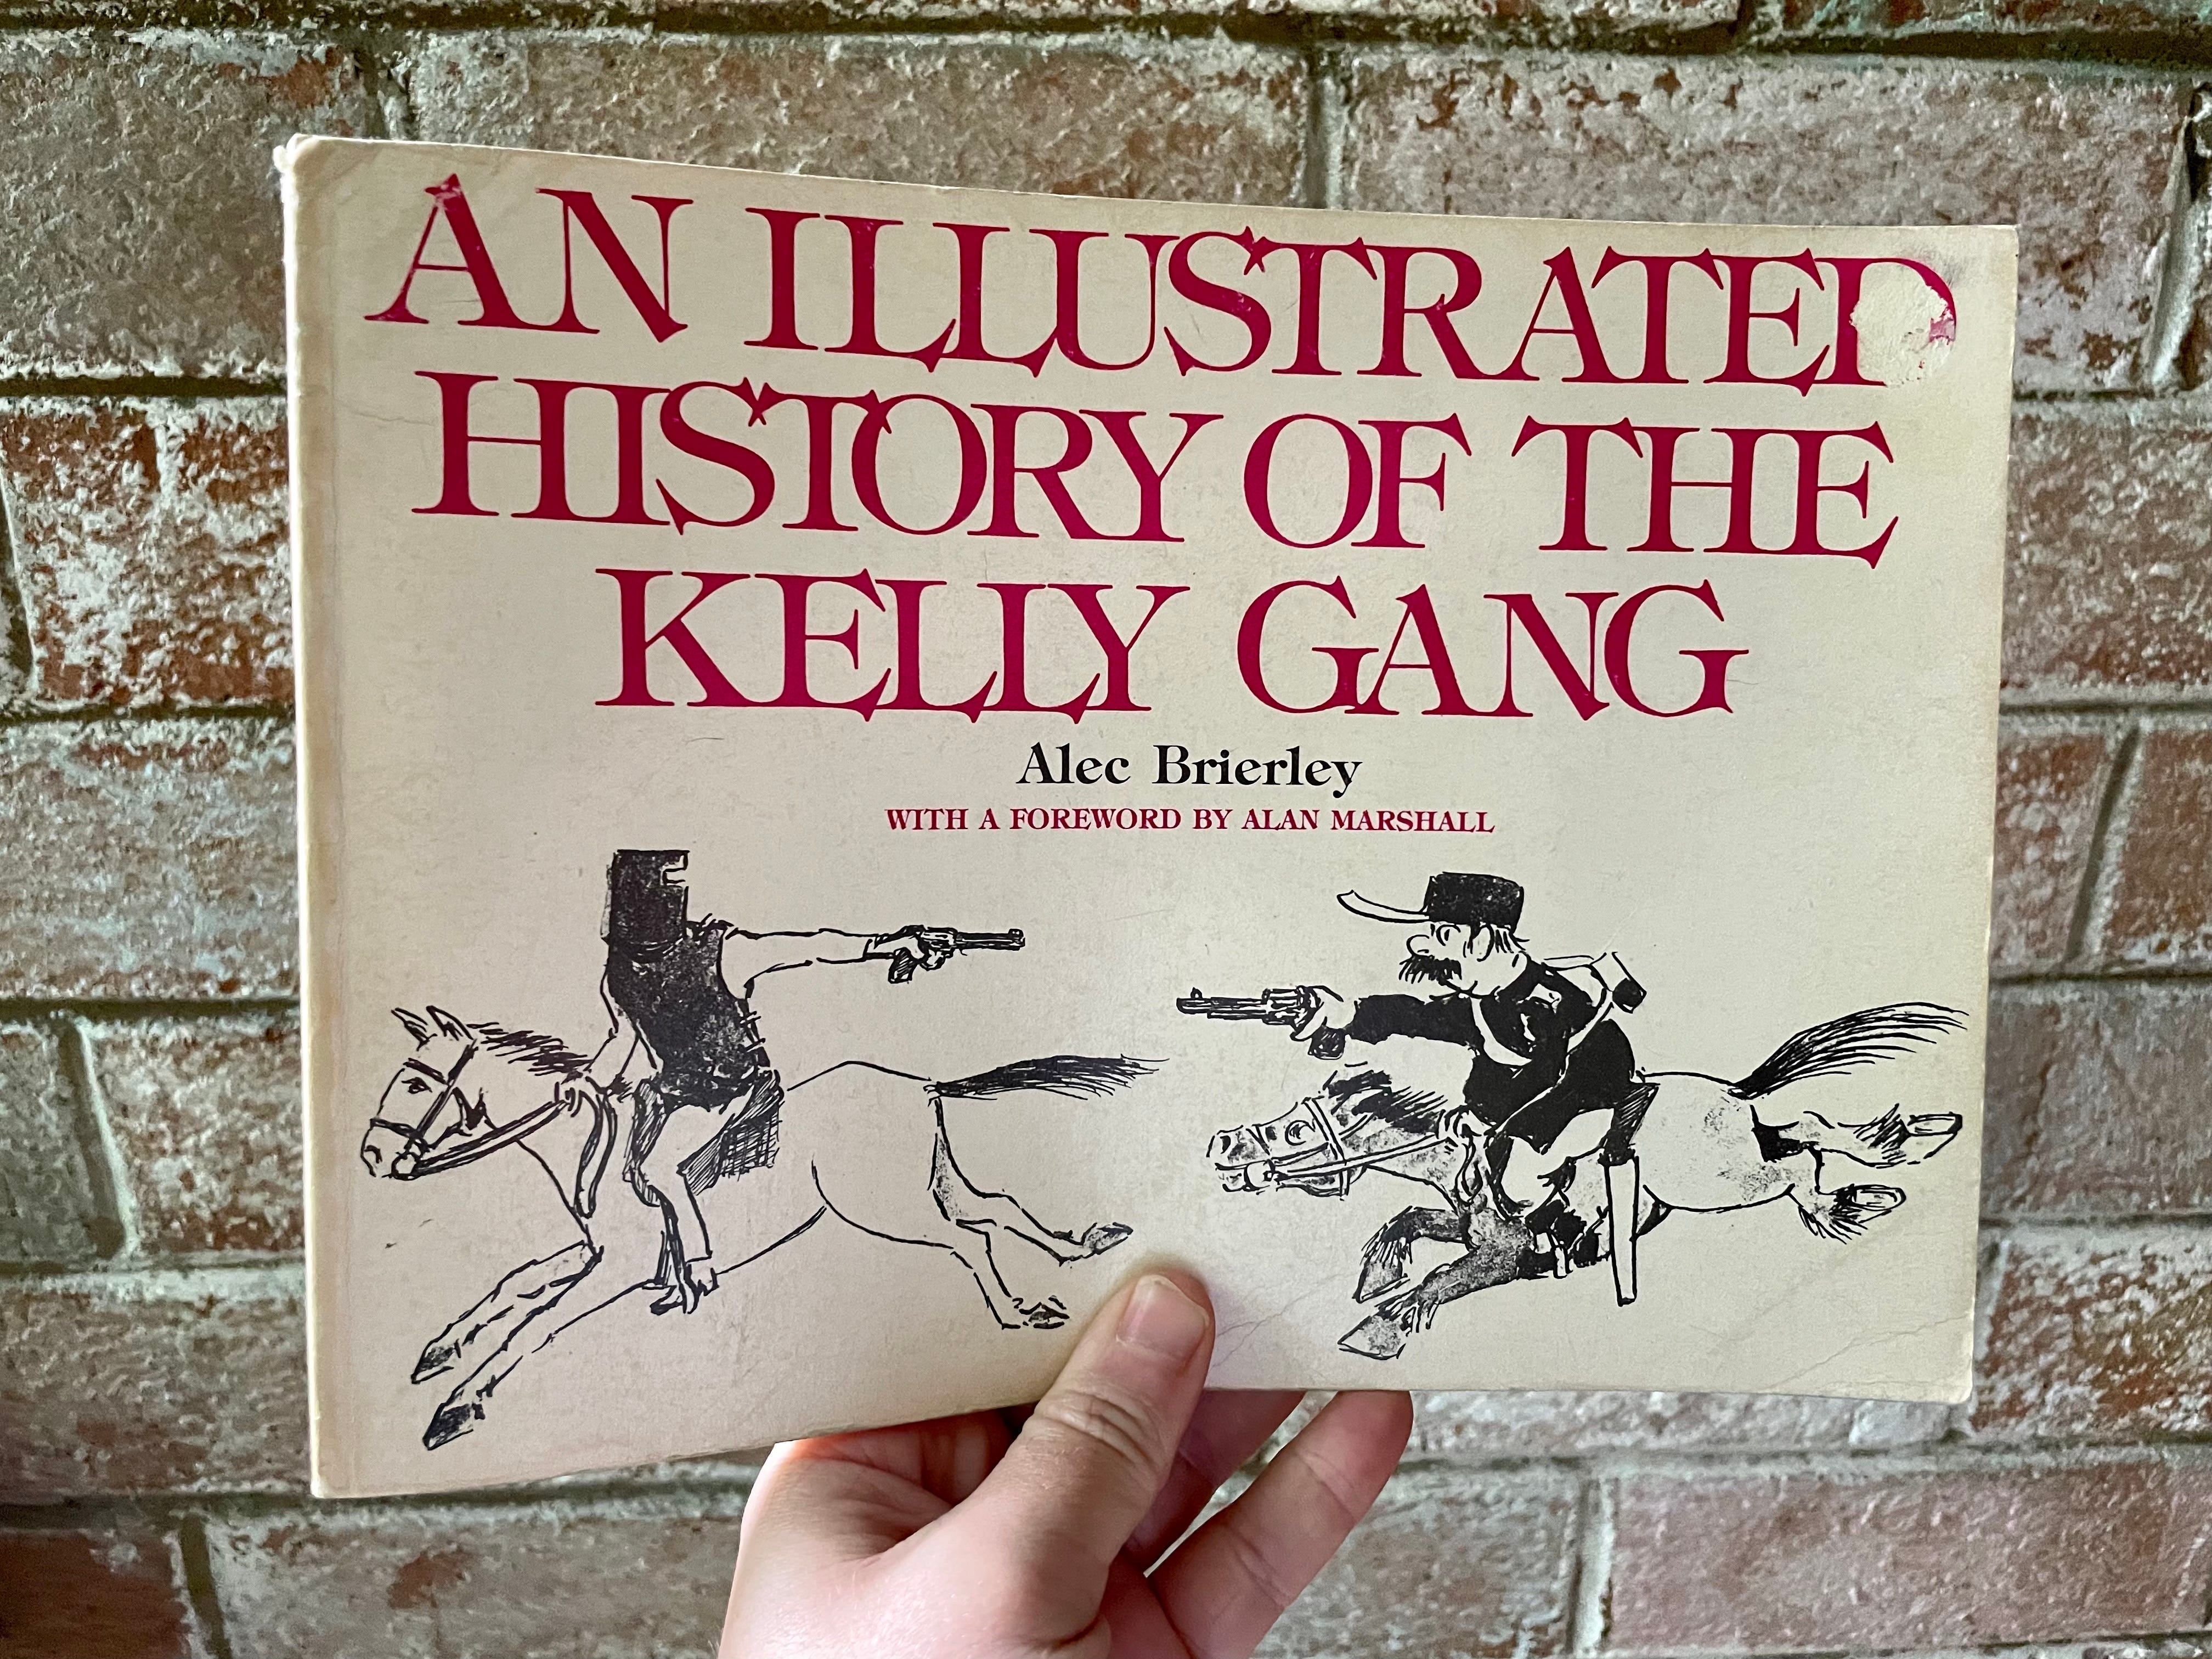 AN ILLUSTRATED
HISTORY OF THE
KELLY GANG
Alec Brierley
WITH A FOREWORD BY ALAN MARSHALL